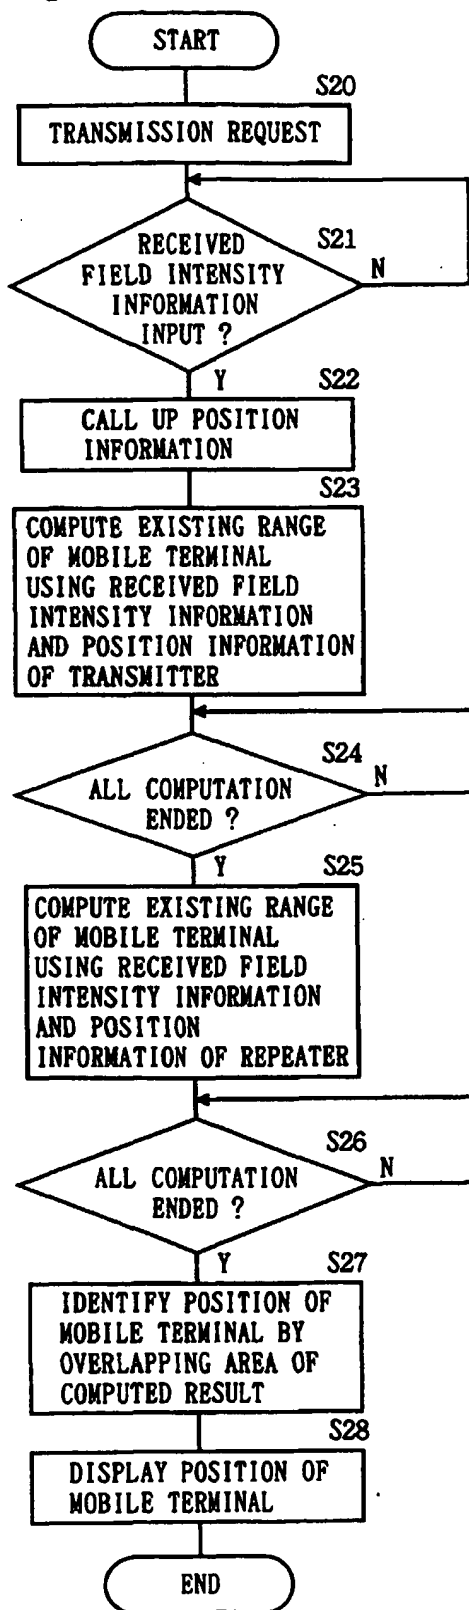 START
S20
TRANSMISSION REQUEST
S21
RECEIVED
FIELD INTENSITY
INFORMATION
INPUT ?
N
Y
S22
CALL UP POSITION
INFORMATION
S23
COMPUTE EXISTING RANGE
OF MOBILE TERMINAL
USING RECEIVED FIELD
INTENSITY INFORMATION
AND POSITION INFORMATION
OF TRANSMITTER
S24
ALL COMPUTATION
ENDED ?
N
Y
S25
COMPUTE EXISTING RANGE
OF MOBILE TERMINAL
USING RECEIVED FIELD
INTENSITY INFORMATION
AND POSITION
INFORMATION OF REPEATER
S26
ALL COMPUTATION
ENDED ?
N
Y
S27
IDENTIFY POSITION OF
MOBILE TERMINAL BY
OVERLAPPING AREA OF
COMPUTED RESULT
S28
DISPLAY POSITION OF
MOBILE TERMINAL
END